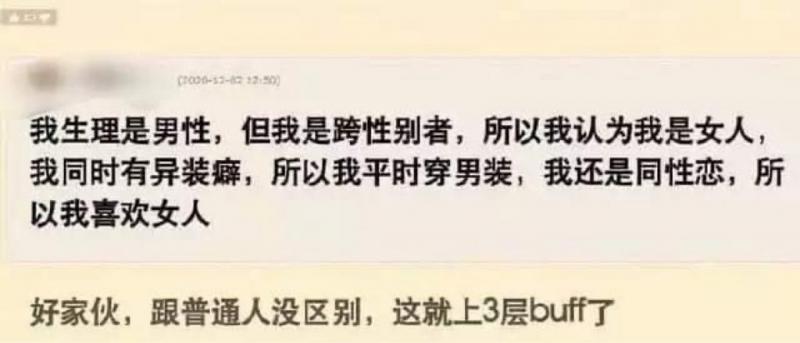 (2020-12-02 12:50)
我生理是男性，但我是跨性别者，所以我认为我是女人，
我同时有异装癖，所以我平时穿男装，我还是同性恋，所
以我喜欢女人
好家伙，跟普通人没区别，这就上3层buff了